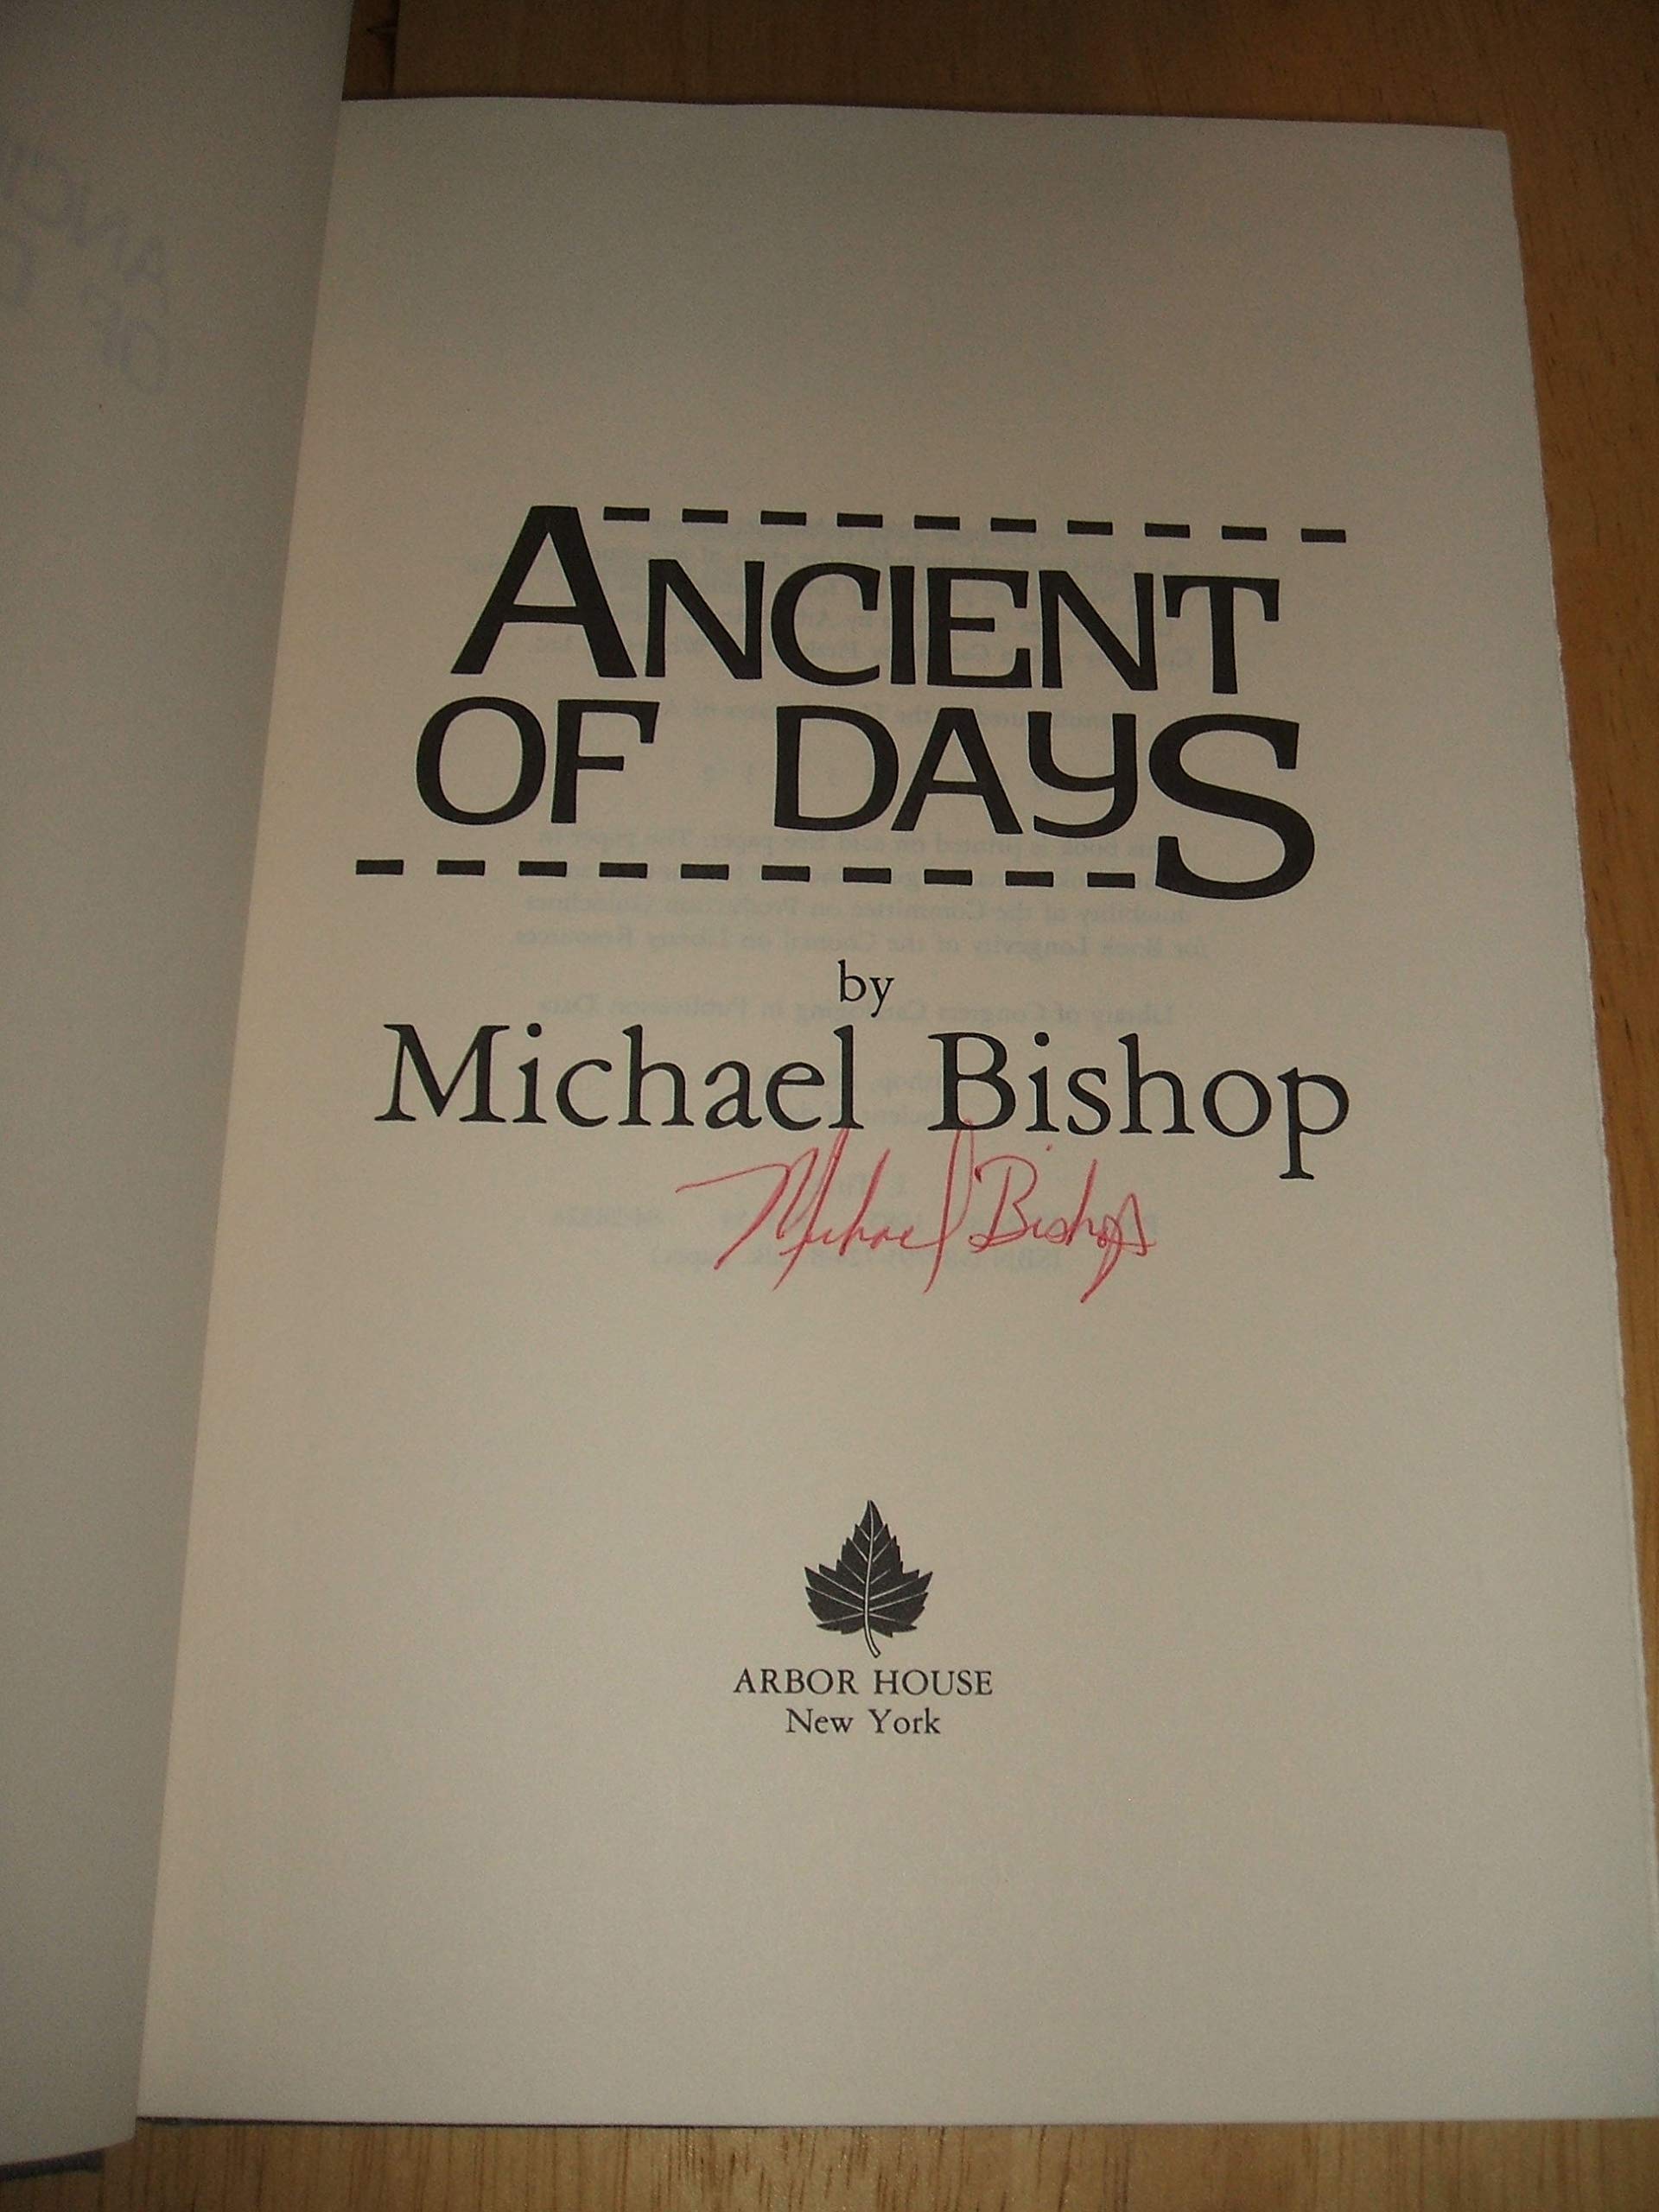 ANCIENT
OF DAYS
by
Michael Bishop
Michael Bishop
ARBOR HOUSE
New York